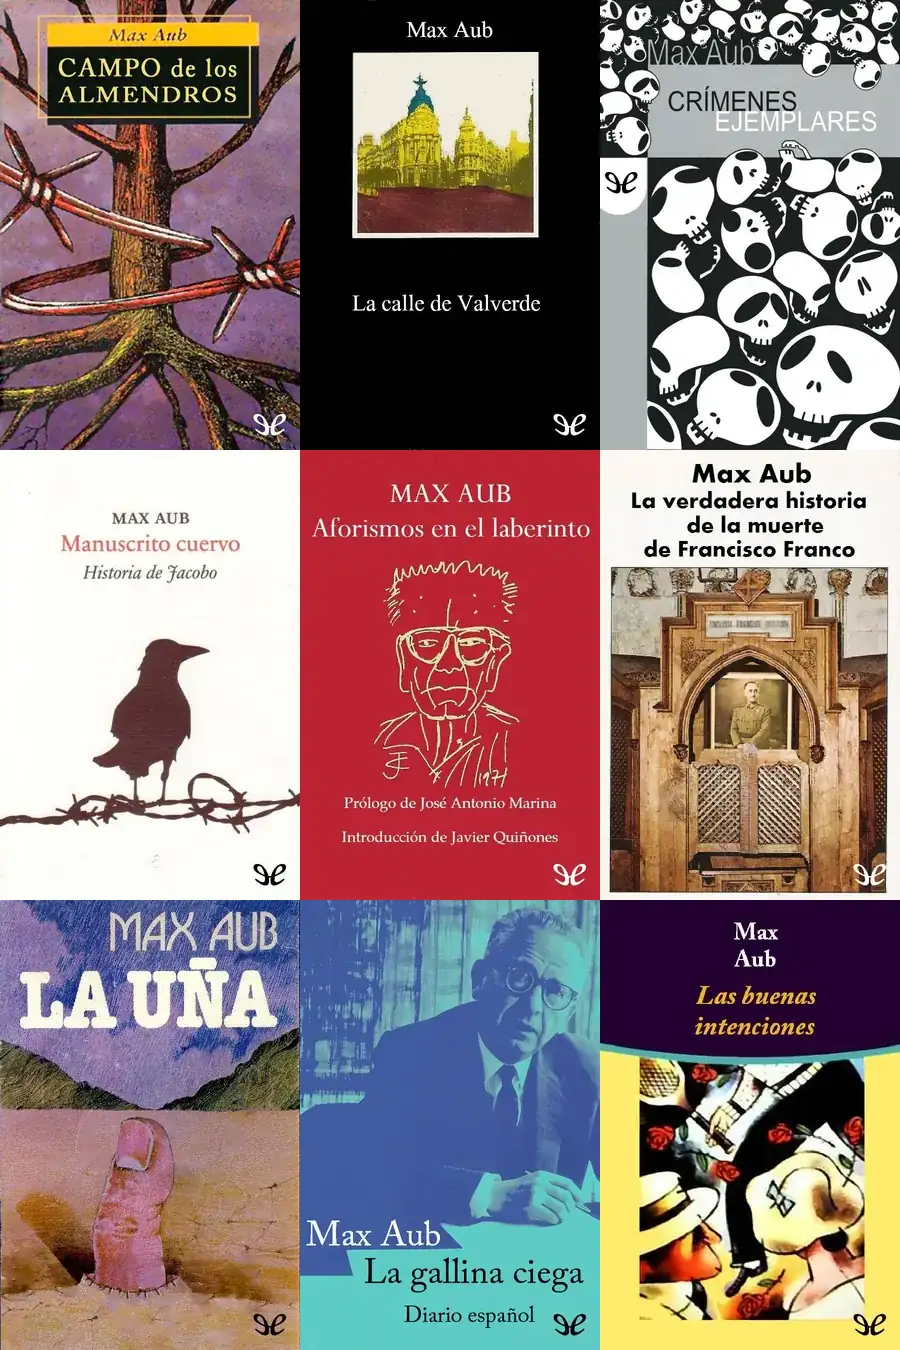 Max Aub
CAMPO de los
ALMENDROS
Max Aub
La calle de Valverde
Max Aub
CRÍMENES
EJEMPLARES
MAX AUB
Manuscrito cuervo
Historia de Jacobo
MAX AUB
Aforismos en el laberinto
1971
Prólogo de José Antonio Marina
Introducción de Javier Quiñones
Max Aub
La verdadera historia
de la muerte
de Francisco Franco
MAX AUB
LA UÑA
Max Aub
La gallina ciega
Diario español
Max
Aub
Las buenas
intenciones